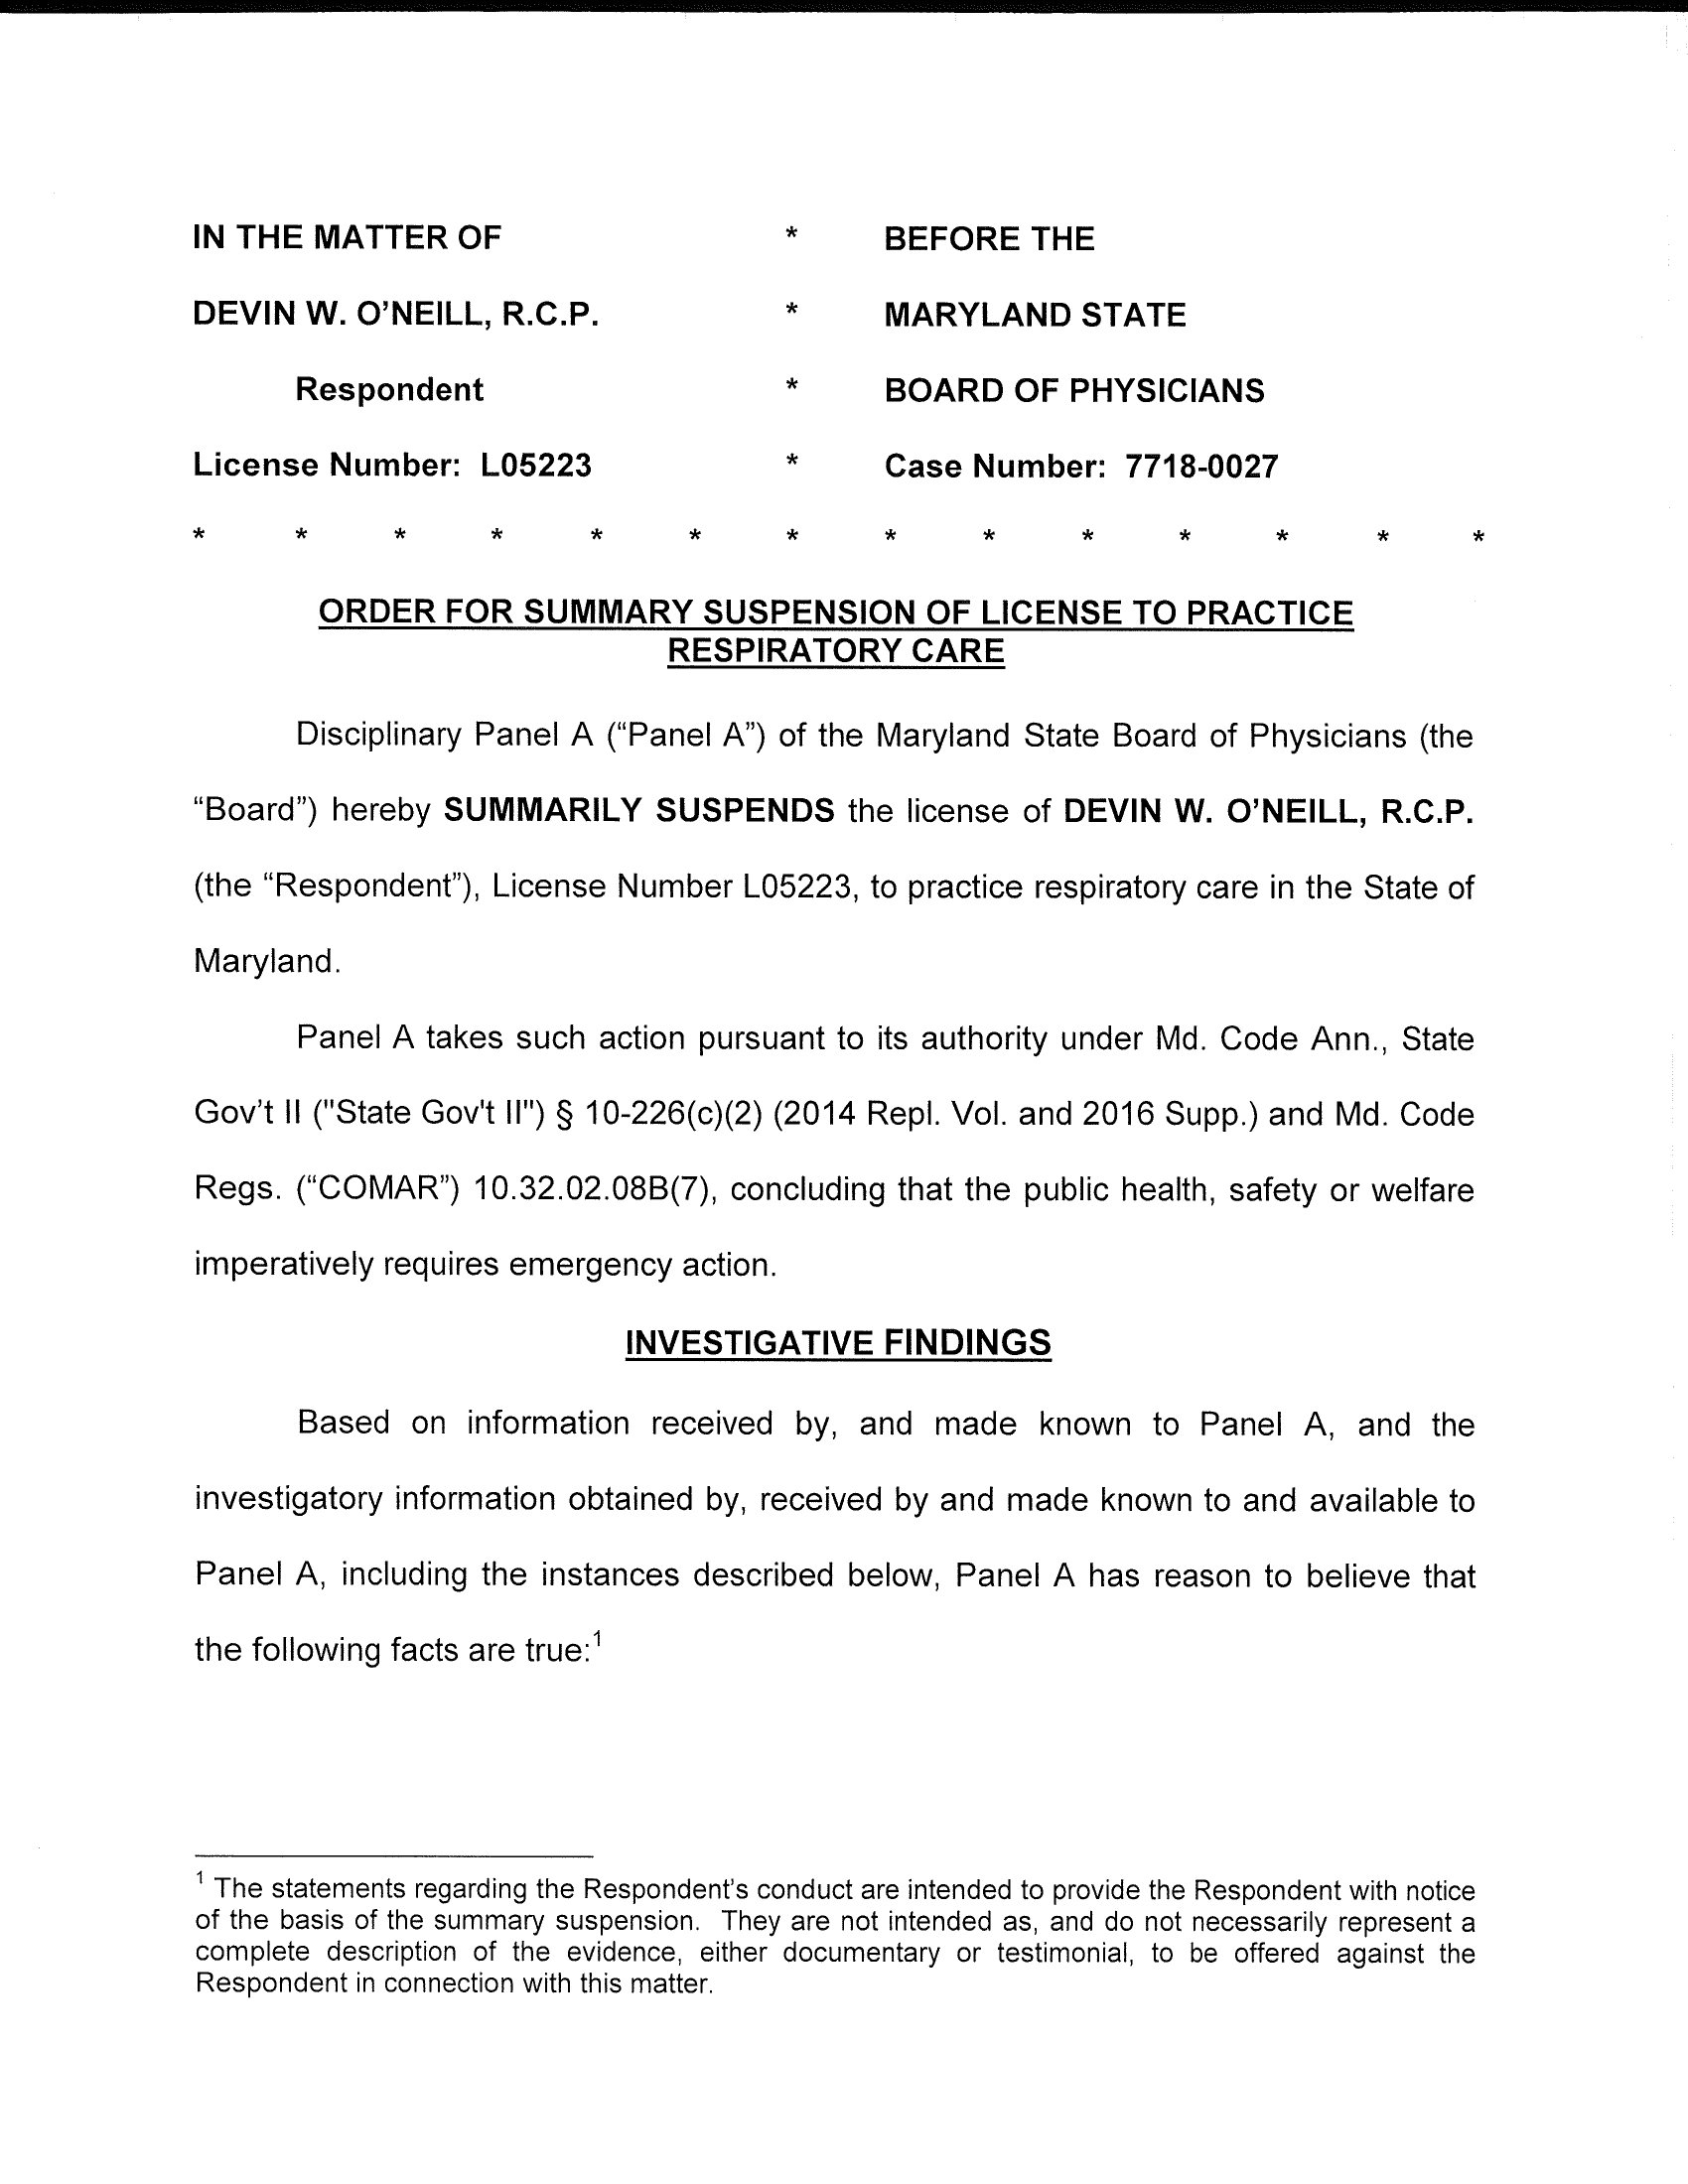 IN THE MATTER OF * BEFORE THE
DEVIN W. O’NEILL, R.C.P. * MARYLAND STATE
Respondent * BOARD OF PHYSICIANS
License Number: L05223 * Case Number: 7718-0027
* * * * * * * * * * * * * *
ORDER FOR SUMMARY SUSPENSION OF LICENSE TO PRACTICE
RESPIRATORY CARE
Disciplinary Panel A (“Panel A”) of the Maryland State Board of Physicians (the
“Board”) hereby SUMMARILY SUSPENDS the license of DEVIN W. O’NEILL, R.C.P.
(the “Respondent”), License Number L05223, to practice respiratory care in the State of
Maryland.
Panel A takes such action pursuant to its authority under Md. Code Ann., State
Gov’t II ("State Gov't II") § 10-226(c)(2) (2014 Repl. Vol. and 2016 Supp.) and Md. Code
Regs. (“COMAR”) 10.32.02.08B(7), concluding that the public health, safety or welfare
imperatively requires emergency action.
INVESTIGATIVE FINDINGS
Based on information received by, and made known to Panel A, and the
investigatory information obtained by, received by and made known to and available to
Panel A, including the instances described below, Panel A has reason to believe that
the following facts are true:1
1 The statements regarding the Respondent’s conduct are intended to provide the Respondent with notice
of the basis of the summary suspension. They are not intended as, and do not necessarily represent a
complete description of the evidence, either documentary or testimonial, to be offered against the
Respondent in connection with this matter.